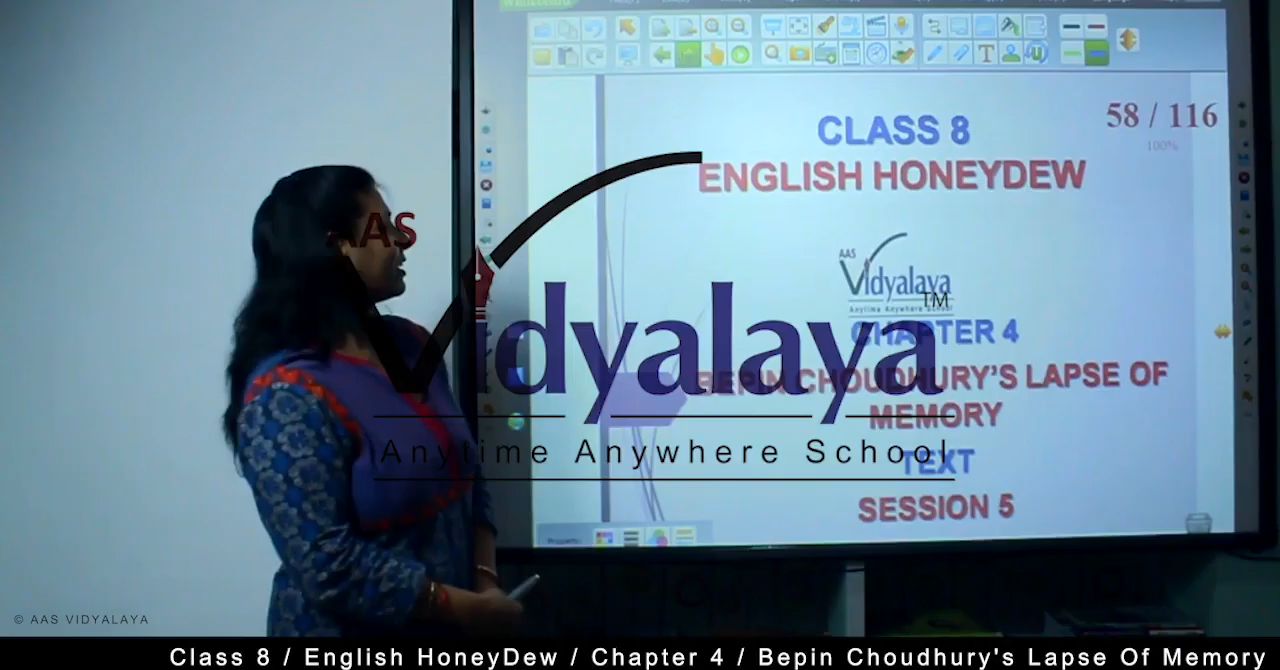 58 / 116
100%
CLASS 8
ENGLISH HONEYDEW
AAS
Vidyalaya
Anytime Anywhere School
CHAPTER 4
BEPIN CHOUDHURY'S LAPSE OF
MEMORY
TEXT
SESSION 5
AAS
Vidyalaya TM
Anytime Anywhere School
© AAS VIDYALAYA
Class 8 / English HoneyDew / Chapter 4 / Bepin Choudhury's Lapse Of Memory